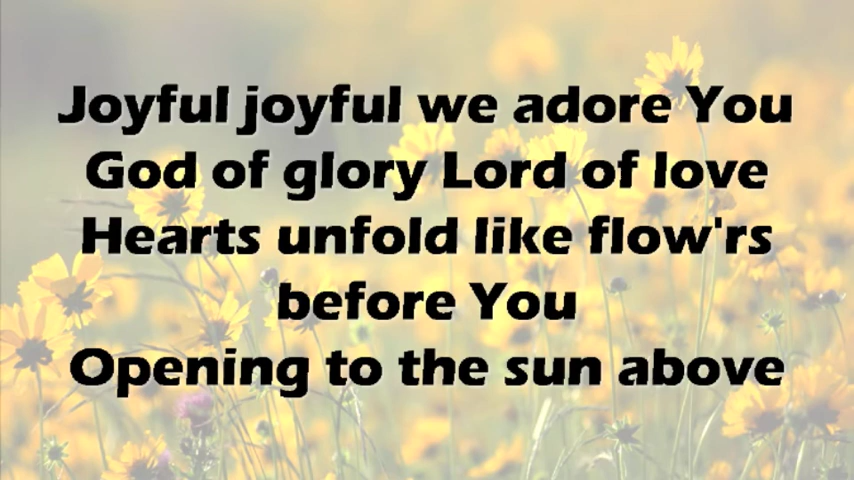 Joyful joyful we adore You
God of glory Lord of love
Hearts unfold like flow'rs
before You
Opening to the sun above